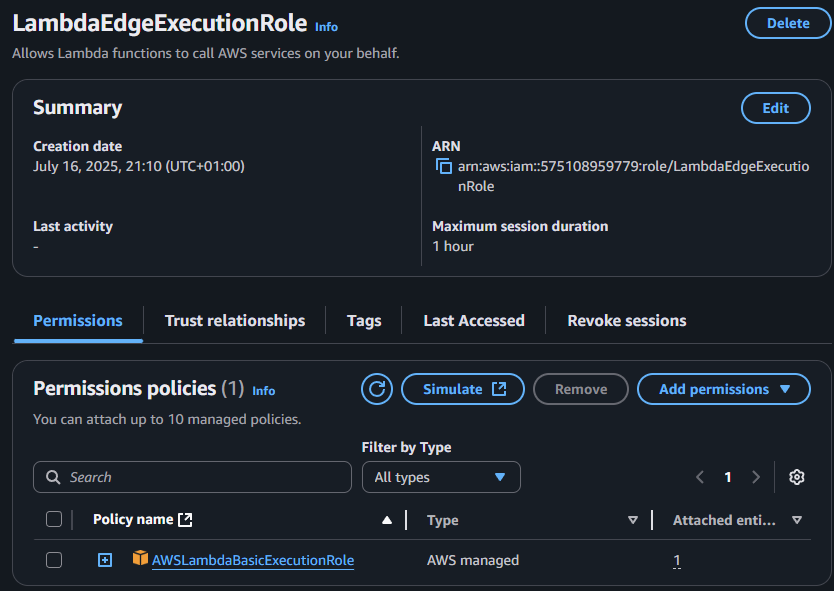 LambdaEdgeExecutionRole Info
Delete
Allows Lambda functions to call AWS services on your behalf.
Summary
Edit
Creation date
July 16, 2025, 21:10 (UTC+01:00)
ARN
arn:aws:iam::575108959779:role/LambdaEdgeExecutio
nRole
Last activity
-
Maximum session duration
1 hour
Permissions
Trust relationships
Tags
Last Accessed
Revoke sessions
Permissions policies (1) Info
Simulate
Remove
Add permissions
You can attach up to 10 managed policies.
Filter by Type
Search
All types
1
Policy name
Type
Attached enti...
AWSLambdaBasicExecutionRole
AWS managed
1